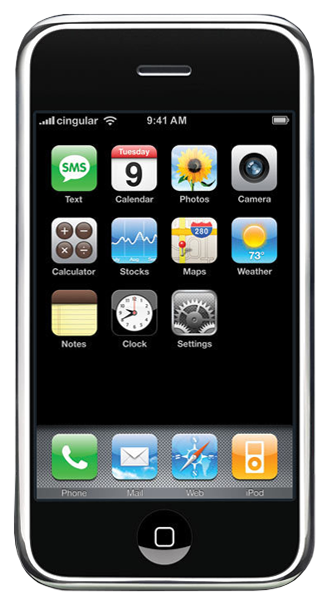 cingular 9:41 AM
SMS Tuesday 9 280 73°
Text Calendar Photos Camera
Calculator Stocks Maps Weather
Notes Clock Settings
Phone Mail Web iPod